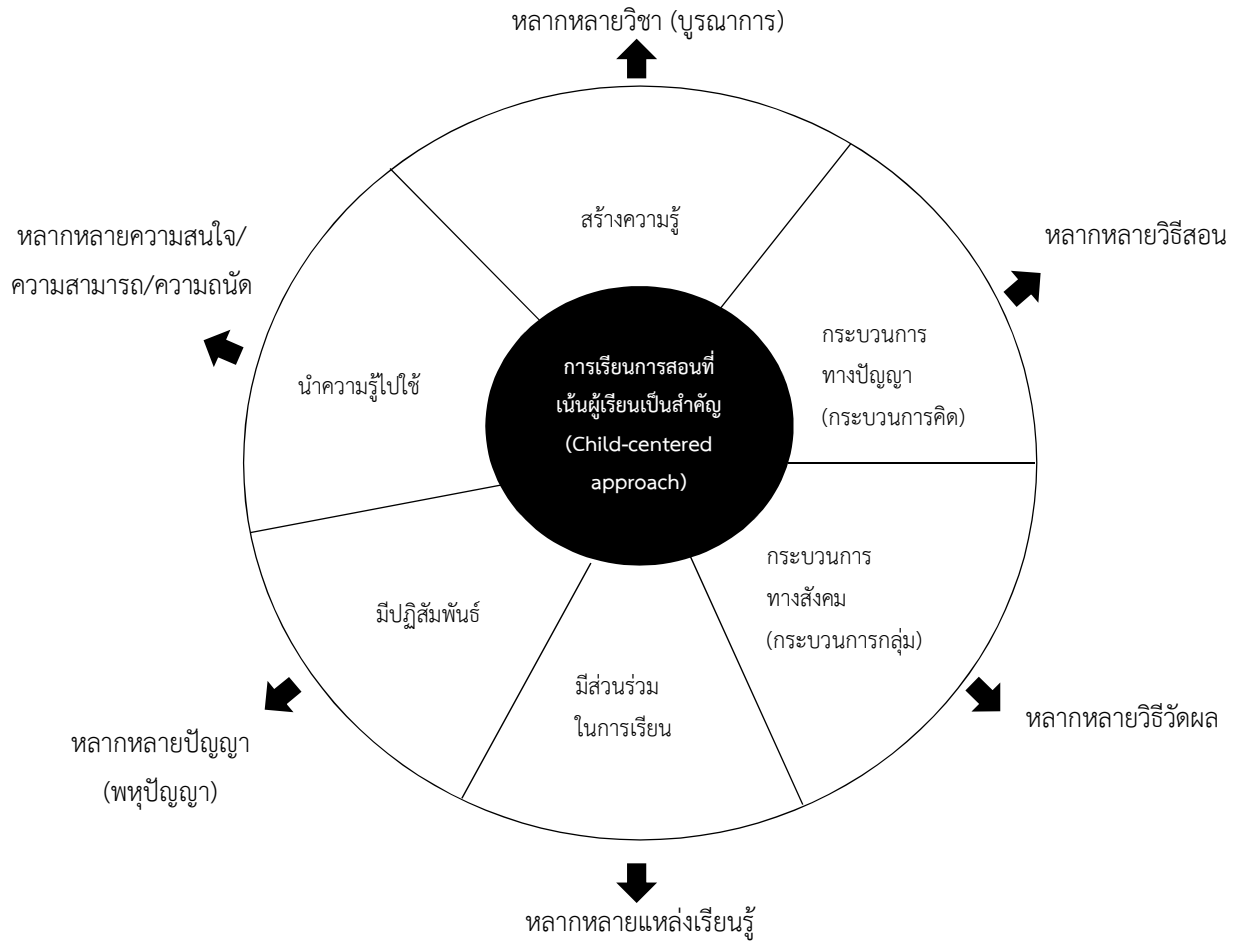 หลากหลายวิชา (บูรณาการ)
หลากหลายความสนใจ/
ความสามารถ/ความถนัด
สร้างความรู้
หลากหลายวิธีสอน
กระบวนการ
ทางปัญญา
(กระบวนการคิด)
นำความรู้ไปใช้
การเรียนการสอนที่
เน้นผู้เรียนเป็นสำคัญ
(Child-centered
approach)
กระบวนการ
ทางสังคม
(กระบวนการกลุ่ม)
มีปฏิสัมพันธ์
มีส่วนร่วม
ในการเรียน
หลากหลายวิธีวัดผล
หลากหลายปัญญา
(พหุปัญญา)
หลากหลายแหล่งเรียนรู้